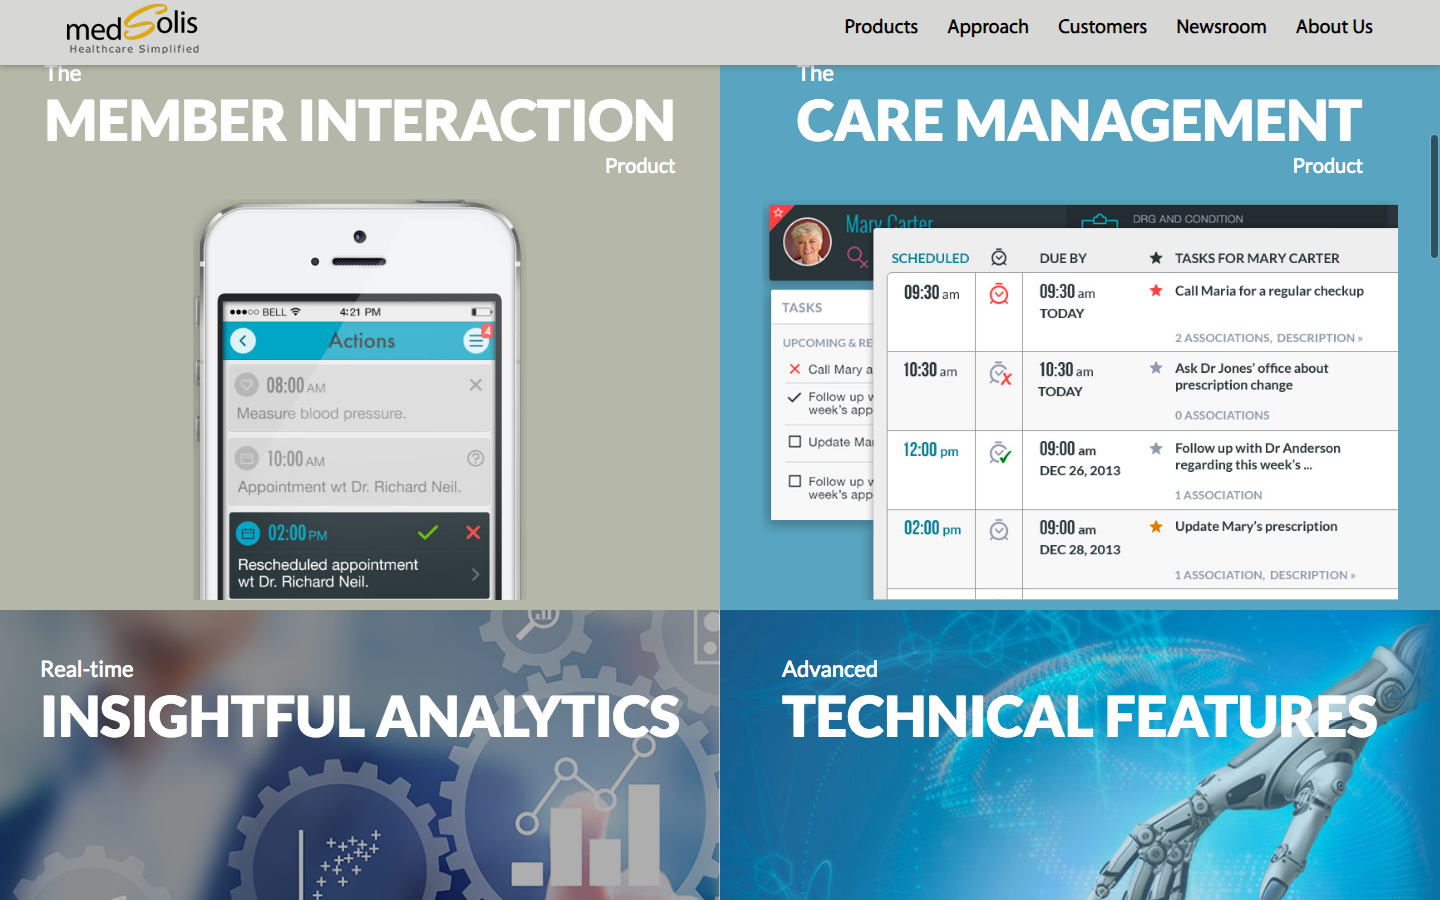 medSolis
Healthcare Simplified
Products
Approach
Customers
Newsroom
About Us
The
MEMBER INTERACTION
Product
BELL
4:21 PM
Actions
4
08:00 AM
Measure blood pressure.
10:00 AM
Appointment wt Dr. Richard Neil.
02:00 PM
Rescheduled appointment
wt Dr. Richard Neil.
The
CARE MANAGEMENT
Product
Mary Carter
DRG AND CONDITION
TASKS
UPCOMING & RE
Call Mary a
Follow up w
week's app
Update Mar
Follow up w
week's app
SCHEDULED
DUE BY
TASKS FOR MARY CARTER
09:30 am
09:30 am
TODAY
Call Maria for a regular checkup
2 ASSOCIATIONS, DESCRIPTION »
10:30 am
10:30 am
TODAY
Ask Dr Jones' office about
prescription change
0 ASSOCIATIONS
12:00 pm
09:00 am
DEC 26, 2013
Follow up with Dr Anderson
regarding this week's ...
1 ASSOCIATION
02:00 pm
09:00 am
DEC 28, 2013
Update Mary's prescription
1 ASSOCIATION, DESCRIPTION »
Real-time
INSIGHTFUL ANALYTICS
Advanced
TECHNICAL FEATURES